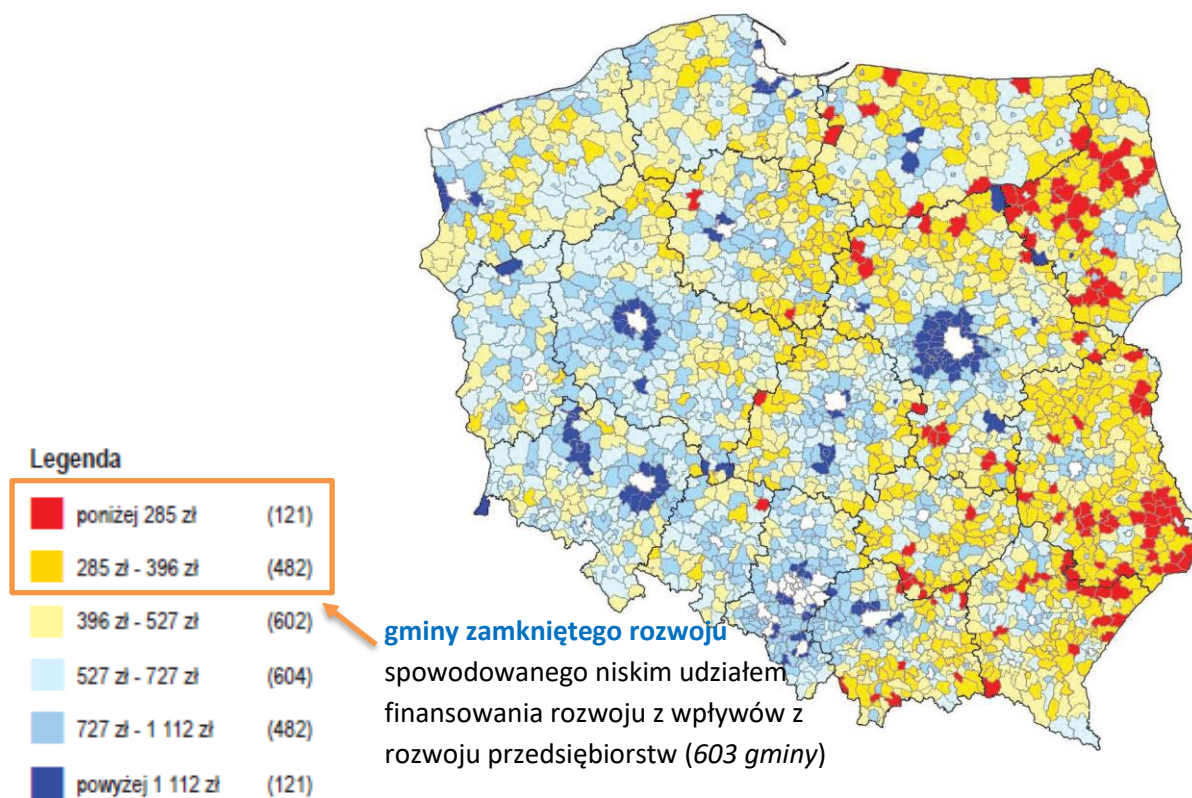 Legenda
poniżej 285 zł (121)
285 zł - 396 zł (482)
396 zł - 527 zł (602)
527 zł - 727 zł (604)
727 zł - 1 112 zł (482)
powyżej 1 112 zł (121)
gminy zamkniętego rozwoju
spowodowanego niskim udziałem
finansowania rozwoju z wpływów z
rozwoju przedsiębiorstw (603 gminy)